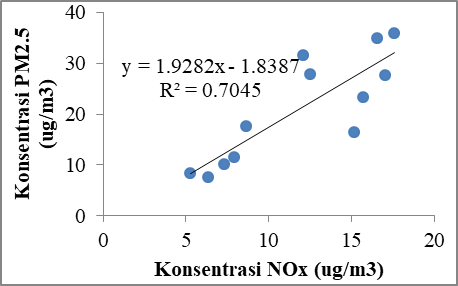 Konsentrasi PM2.5
(ug/m3)
40
30
20
10
0
y = 1.9282x - 1.8387
R² = 0.7045
0 5 10 15 20
Konsentrasi NOx (ug/m3)